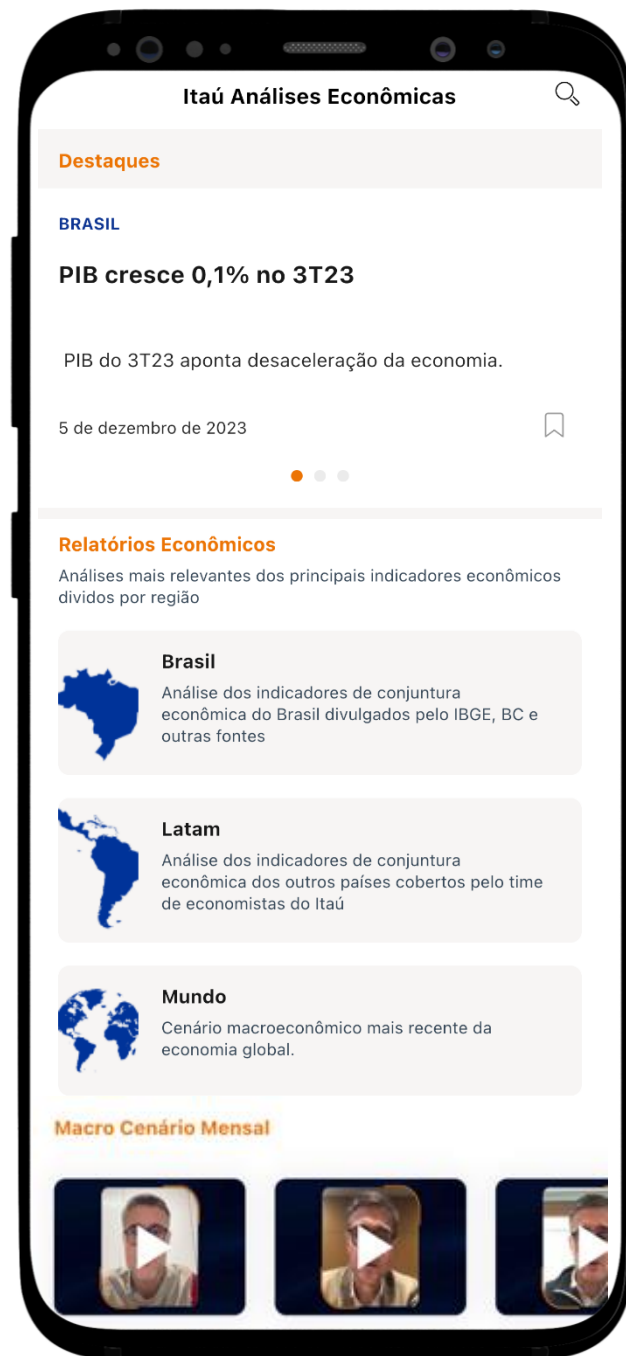 Itaú Análises Econômicas
Destaques
BRASIL
PIB cresce 0,1% no 3T23
PIB do 3T23 aponta desaceleração da economia.
5 de dezembro de 2023
Relatórios Econômicos
Análises mais relevantes dos principais indicadores econômicos
dividos por região
Brasil
Análise dos indicadores de conjuntura
econômica do Brasil divulgados pelo IBGE, BC e
outras fontes
Latam
Análise dos indicadores de conjuntura
econômica dos outros países cobertos pelo time
de economistas do Itaú
Mundo
Cenário macroeconômico mais recente da
economia global.
Macro Cenário Mensal